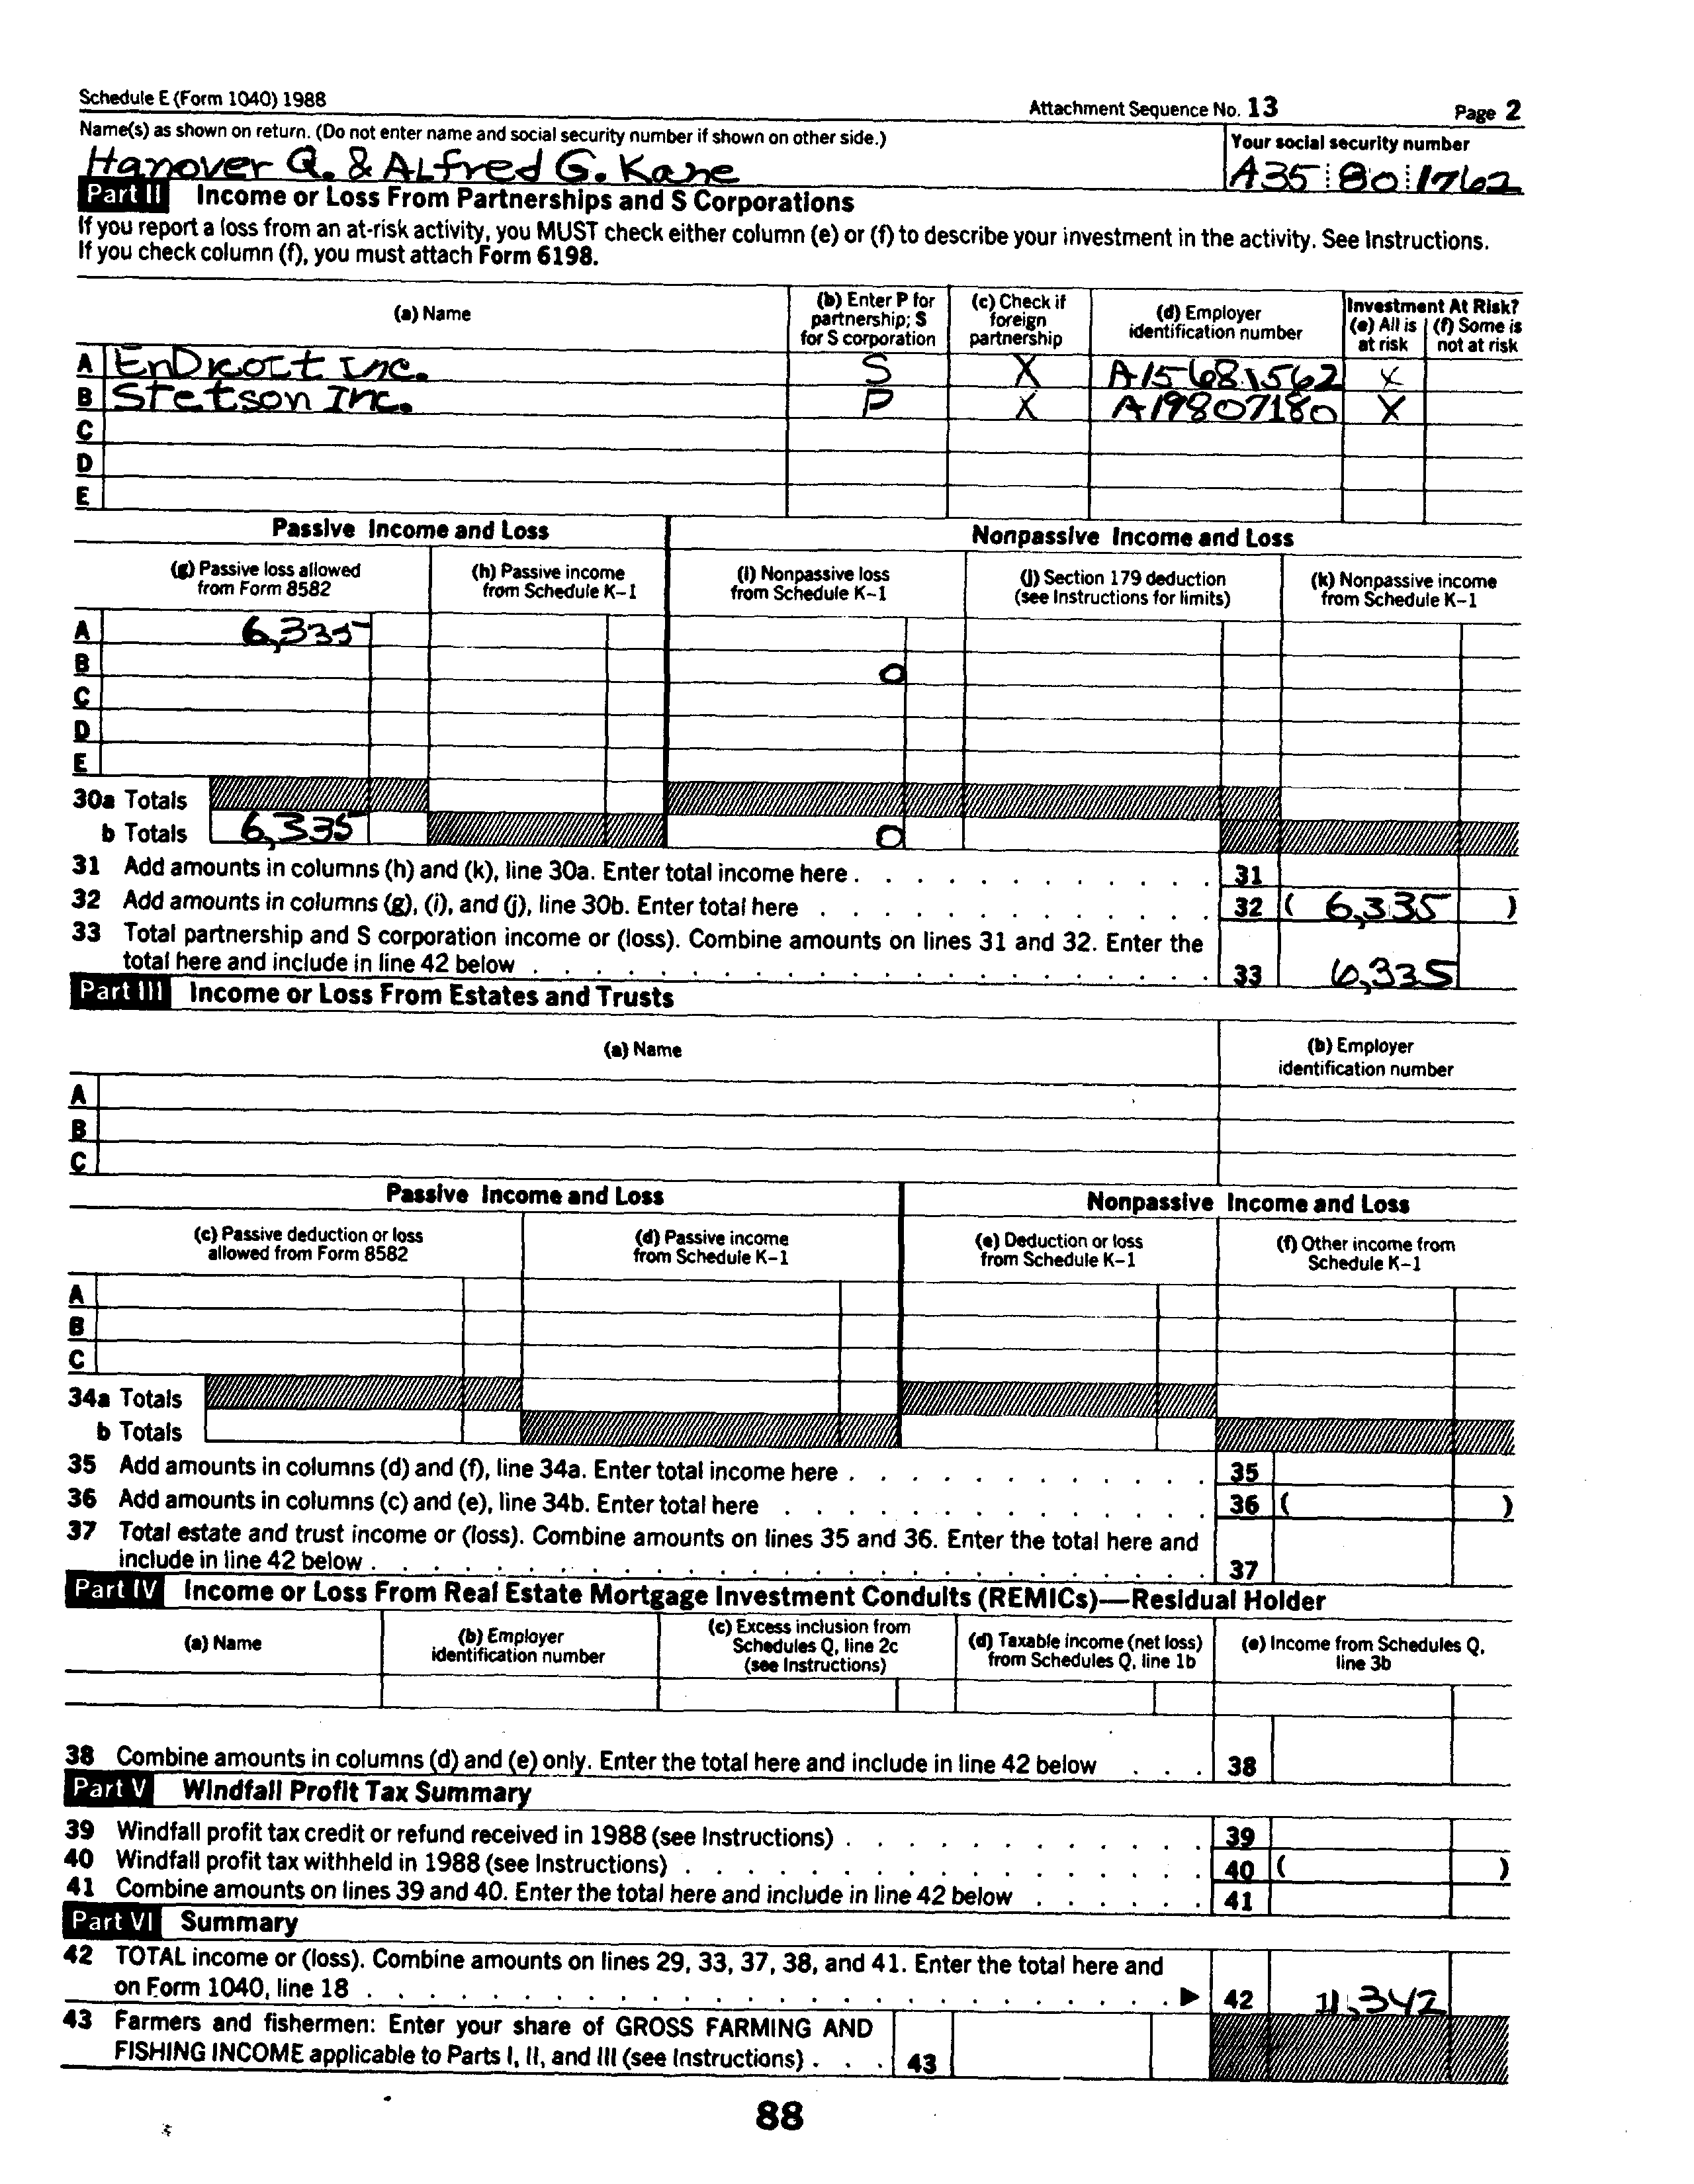 Schedule E (Form 1040) 1988 Attachment Sequence No. 13 Page 2
Name(s) as shown on return. (Do not enter name and social security number if shown on other side.) Your social security number
Hanover Q. & ALfred G. Kane A35 80 1762
Part II Income or Loss From Partnerships and S Corporations
If you report a loss from an at-risk activity, you MUST check either column (e) or (f) to describe your investment in the activity. See Instructions.
If you check column (f), you must attach Form 6198.
(a) Name (b) Enter P for partnership; S for S corporation (c) Check if foreign partnership (d) Employer identification number Investment At Risk? (e) All is at risk (f) Some is not at risk
A Inc. S X A15681562 X
B Stetson Inc. P X A19807180 X
C
D
E
Passive Income and Loss Nonpassive Income and Loss
(g) Passive loss allowed from Form 8582 (h) Passive income from Schedule K-1 (i) Nonpassive loss from Schedule K-1 (j) Section 179 deduction (see Instructions for limits) (k) Nonpassive income from Schedule K-1
A 6,335
B 0
C
D
E
30a Totals
b Totals 6,335 0
31 Add amounts in columns (h) and (k), line 30a. Enter total income here . . . . . . . . . . . . 31
32 Add amounts in columns (g), (i), and (j), line 30b. Enter total here . . . . . . . . . . . . . 32 ( 6,335 )
33 Total partnership and S corporation income or (loss). Combine amounts on lines 31 and 32. Enter the
total here and include in line 42 below . . . . . . . . . . . . . . . . . . . . . . . . 33 6,335
Part III Income or Loss From Estates and Trusts
(a) Name (b) Employer identification number
A
B
C
Passive Income and Loss Nonpassive Income and Loss
(c) Passive deduction or loss allowed from Form 8582 (d) Passive income from Schedule K-1 (e) Deduction or loss from Schedule K-1 (f) Other income from Schedule K-1
A
B
C
34a Totals
b Totals
35 Add amounts in columns (d) and (f), line 34a. Enter total income here . . . . . . . . . . . . 35
36 Add amounts in columns (c) and (e), line 34b. Enter total here . . . . . . . . . . . . . . 36 ( )
37 Total estate and trust income or (loss). Combine amounts on lines 35 and 36. Enter the total here and
include in line 42 below . . . . . . . . . . . . . . . . . . . . . . . . . . . . 37
Part IV Income or Loss From Real Estate Mortgage Investment Conduits (REMICs)—Residual Holder
(a) Name (b) Employer identification number (c) Excess inclusion from Schedules Q, line 2c (see Instructions) (d) Taxable income (net loss) from Schedules Q, line 1b (e) Income from Schedules Q, line 3b
38 Combine amounts in columns (d) and (e) only. Enter the total here and include in line 42 below . . . 38
Part V Windfall Profit Tax Summary
39 Windfall profit tax credit or refund received in 1988 (see Instructions) . . . . . . . . . . . . 39
40 Windfall profit tax withheld in 1988 (see Instructions) . . . . . . . . . . . . . . . . . 40 ( )
41 Combine amounts on lines 39 and 40. Enter the total here and include in line 42 below . . . . . . 41
Part VI Summary
42 TOTAL income or (loss). Combine amounts on lines 29, 33, 37, 38, and 41. Enter the total here and
on Form 1040, line 18 . . . . . . . . . . . . . . . . . . . . . . . . . . . ▶ 42 11,342
43 Farmers and fishermen: Enter your share of GROSS FARMING AND
FISHING INCOME applicable to Parts I, II, and III (see Instructions) . . . 43
88